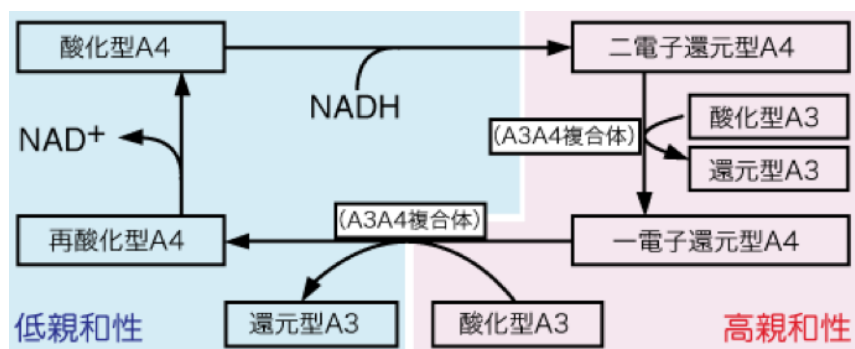 酸化型A4
二電子還元型A4
NADH
酸化型A3
(A3A4複合体)
NAD+
還元型A3
(A3A4複合体)
再酸化型A4
一電子還元型A4
還元型A3
酸化型A3
低親和性
高親和性